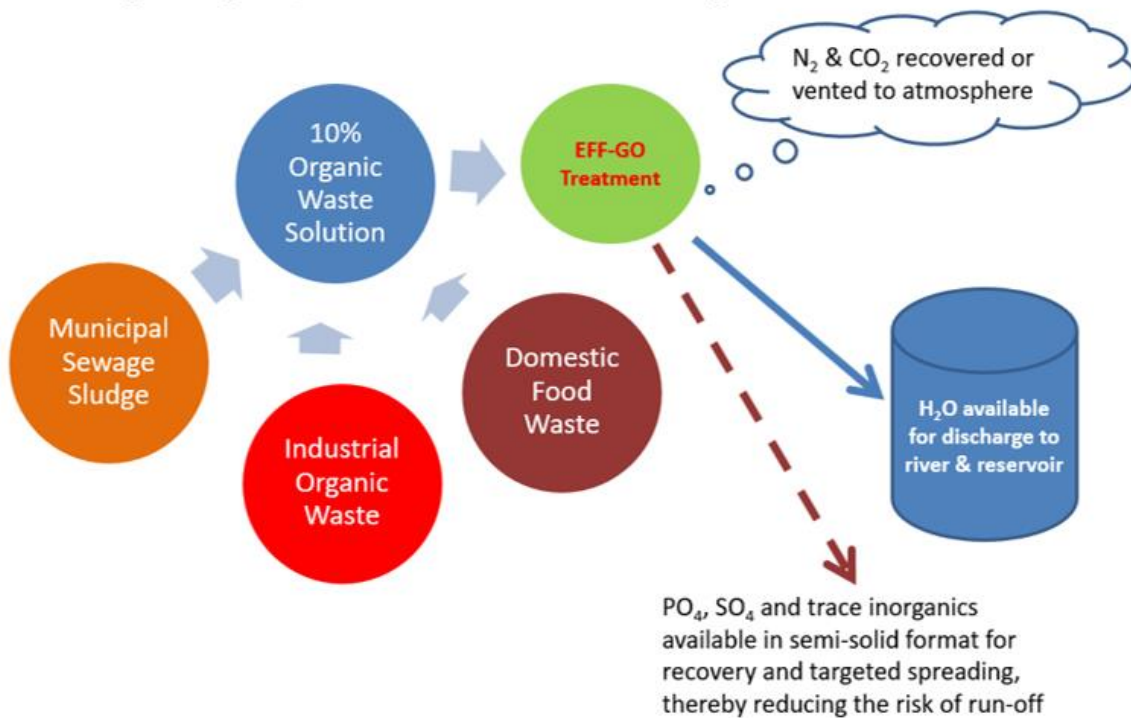 N₂ & CO₂ recovered or
vented to atmosphere
10%
Organic
Waste
Solution
EFF-GO
Treatment
Municipal
Sewage
Sludge
Industrial
Organic
Waste
Domestic
Food
Waste
H₂O available
for discharge to
river & reservoir
PO₄, SO₄ and trace inorganics
available in semi-solid format for
recovery and targeted spreading,
thereby reducing the risk of run-off